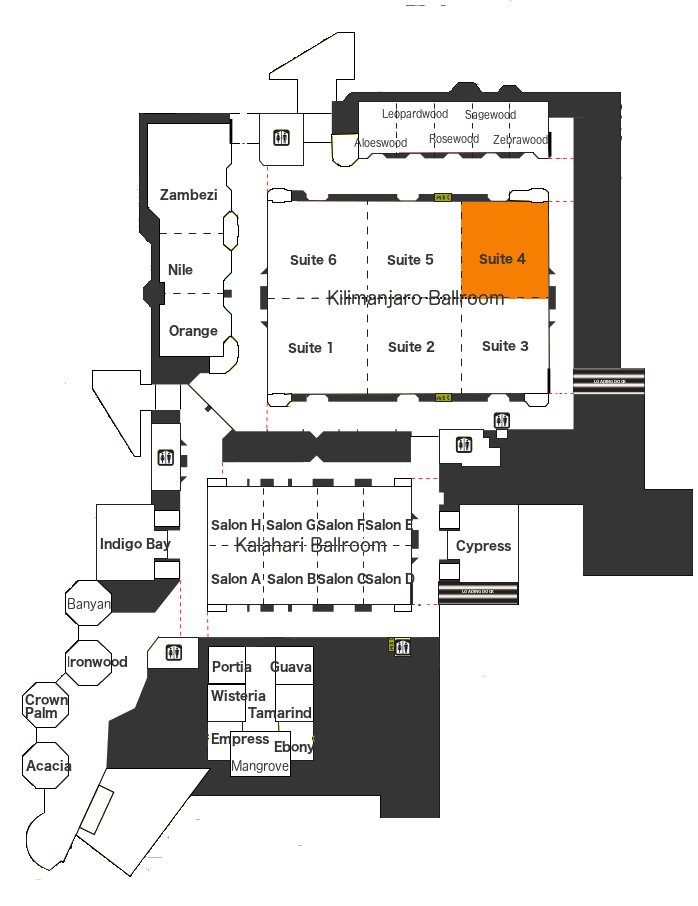 Leopardwood
Sagewood
Aloeswood
Rosewood
Zebrawood
Zambezi
Suite 6
Suite 5
Suite 4
Nile
Kilimanjaro Ballroom
Orange
Suite 1
Suite 2
Suite 3
LOADING DOCK
Salon H
Salon G
Salon F
Salon E
Indigo Bay
Kalahari Ballroom
Cypress
Salon A
Salon B
Salon C
Salon D
LOADING DOCK
Banyan
Ironwood
Portia
Guava
Crown
Palm
Wisteria
Tamarind
Empress
Ebony
Acacia
Mangrove